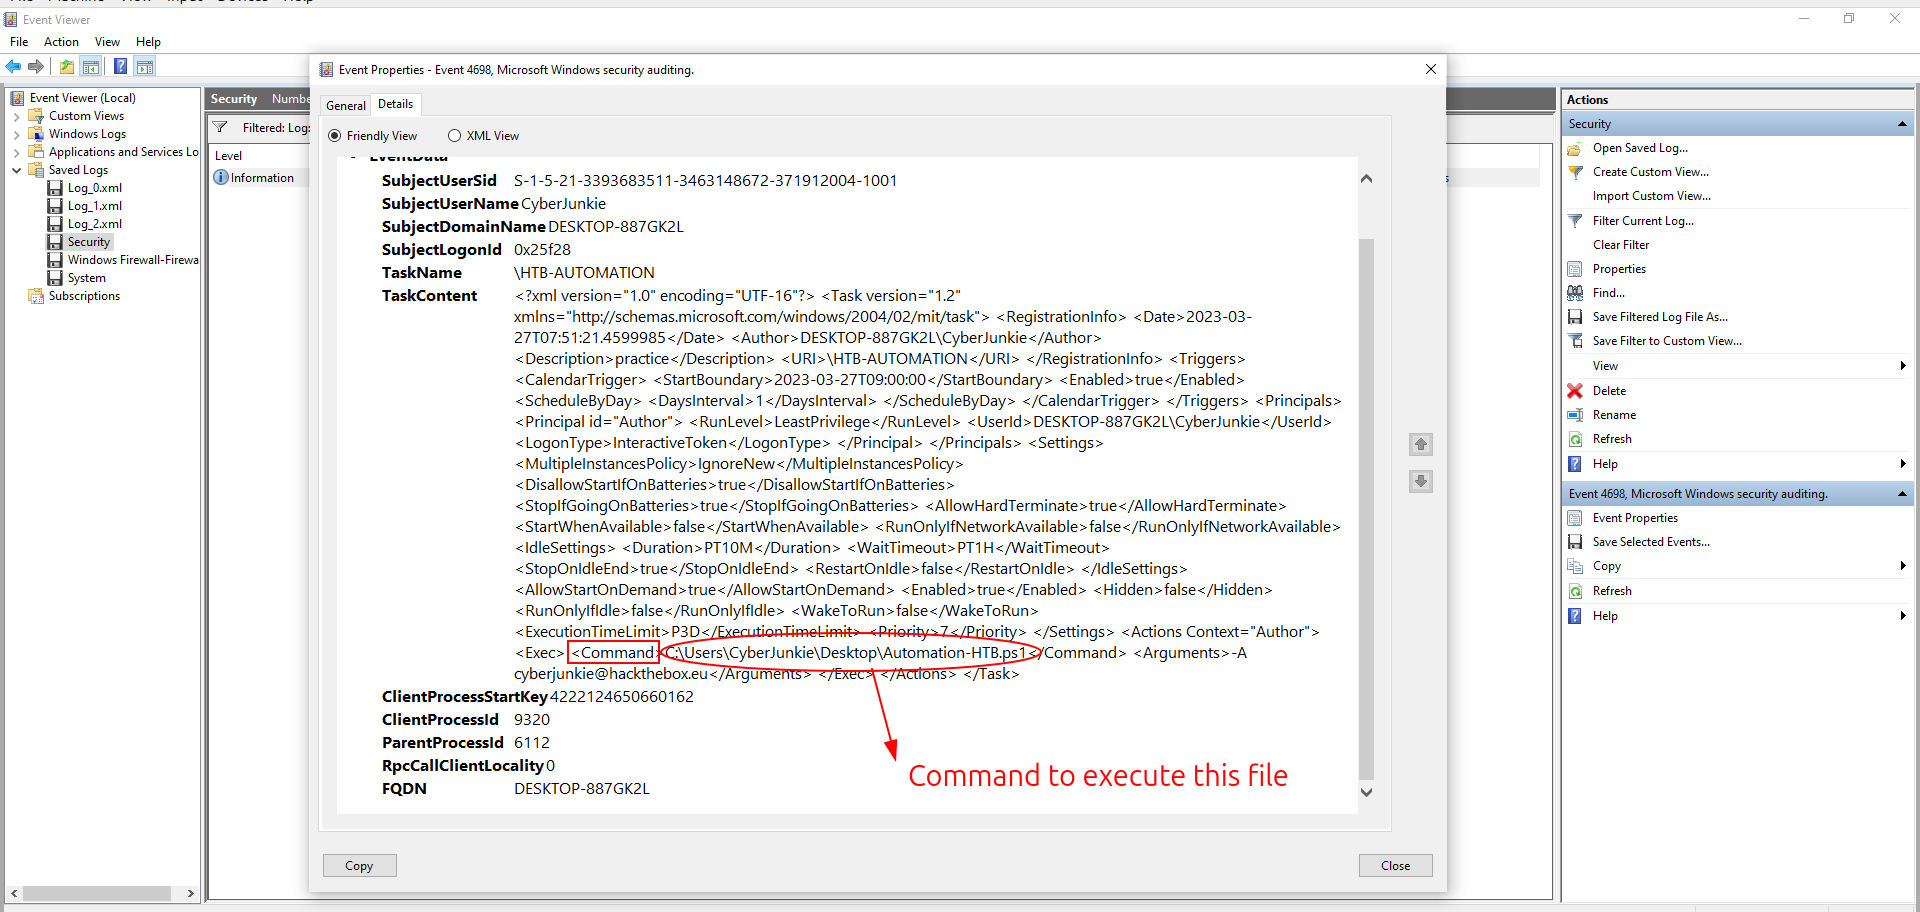 Event Viewer
File Action View Help
Event Viewer (Local)
Custom Views
Windows Logs
Applications and Services Lo
Saved Logs
Log_0.xml
Log_1.xml
Log_2.xml
Security
Windows Firewall-Firewa
System
Subscriptions
Security Numbe
Filtered: Log:
Level
Information
Event Properties - Event 4698, Microsoft Windows security auditing.
General Details
Friendly View XML View
EventData
SubjectUserSid S-1-5-21-3393683511-3463148672-371912004-1001
SubjectUserName CyberJunkie
SubjectDomainName DESKTOP-887GK2L
SubjectLogonId 0x25f28
TaskName \HTB-AUTOMATION
TaskContent <?xml version="1.0" encoding="UTF-16"?> <Task version="1.2"
xmlns="http://schemas.microsoft.com/windows/2004/02/mit/task"> <RegistrationInfo> <Date>2023-03-
27T07:51:21.4599985</Date> <Author>DESKTOP-887GK2L\CyberJunkie</Author>
<Description>practice</Description> <URI>\HTB-AUTOMATION</URI> </RegistrationInfo> <Triggers>
<CalendarTrigger> <StartBoundary>2023-03-27T09:00:00</StartBoundary> <Enabled>true</Enabled>
<ScheduleByDay> <DaysInterval>1</DaysInterval> </ScheduleByDay> </CalendarTrigger> </Triggers> <Principals>
<Principal id="Author"> <RunLevel>LeastPrivilege</RunLevel> <UserId>DESKTOP-887GK2L\CyberJunkie</UserId>
<LogonType>InteractiveToken</LogonType> </Principal> </Principals> <Settings>
<MultipleInstancesPolicy>IgnoreNew</MultipleInstancesPolicy>
<DisallowStartIfOnBatteries>true</DisallowStartIfOnBatteries>
<StopIfGoingOnBatteries>true</StopIfGoingOnBatteries> <AllowHardTerminate>true</AllowHardTerminate>
<StartWhenAvailable>false</StartWhenAvailable> <RunOnlyIfNetworkAvailable>false</RunOnlyIfNetworkAvailable>
<IdleSettings> <Duration>PT10M</Duration> <WaitTimeout>PT1H</WaitTimeout>
<StopOnIdleEnd>true</StopOnIdleEnd> <RestartOnIdle>false</RestartOnIdle> </IdleSettings>
<AllowStartOnDemand>true</AllowStartOnDemand> <Enabled>true</Enabled> <Hidden>false</Hidden>
<RunOnlyIfIdle>false</RunOnlyIfIdle> <WakeToRun>false</WakeToRun>
<ExecutionTimeLimit>P3D</ExecutionTimeLimit> <Priority>7</Priority> </Settings> <Actions Context="Author">
<Exec> <Command>C:\Users\CyberJunkie\Desktop\Automation-HTB.ps1</Command> <Arguments>-A
cyberjunkie@hackthebox.eu</Arguments> </Exec> </Actions> </Task>
ClientProcessStartKey 4222124650660162
ClientProcessId 9320
ParentProcessId 6112
RpcCallClientLocality 0
FQDN DESKTOP-887GK2L
Command to execute this file
Copy Close
Actions
Security
Open Saved Log...
Create Custom View...
Import Custom View...
Filter Current Log...
Clear Filter
Properties
Find...
Save Filtered Log File As...
Save Filter to Custom View...
View
Delete
Rename
Refresh
Help
Event 4698, Microsoft Windows security auditing.
Event Properties
Save Selected Events...
Copy
Refresh
Help